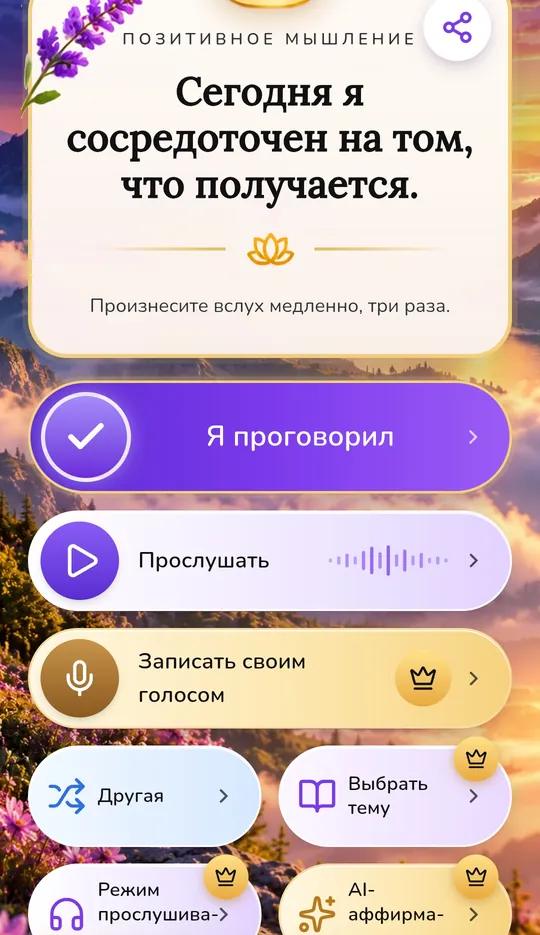 ПОЗИТИВНОЕ МЫШЛЕНИЕ
Сегодня я
сосредоточен на том,
что получается.
Произнесите вслух медленно, три раза.
Я проговорил
Прослушать
Записать своим
голосом
Другая
Выбрать
тему
Режим
прослушива-
AI-
аффирма-